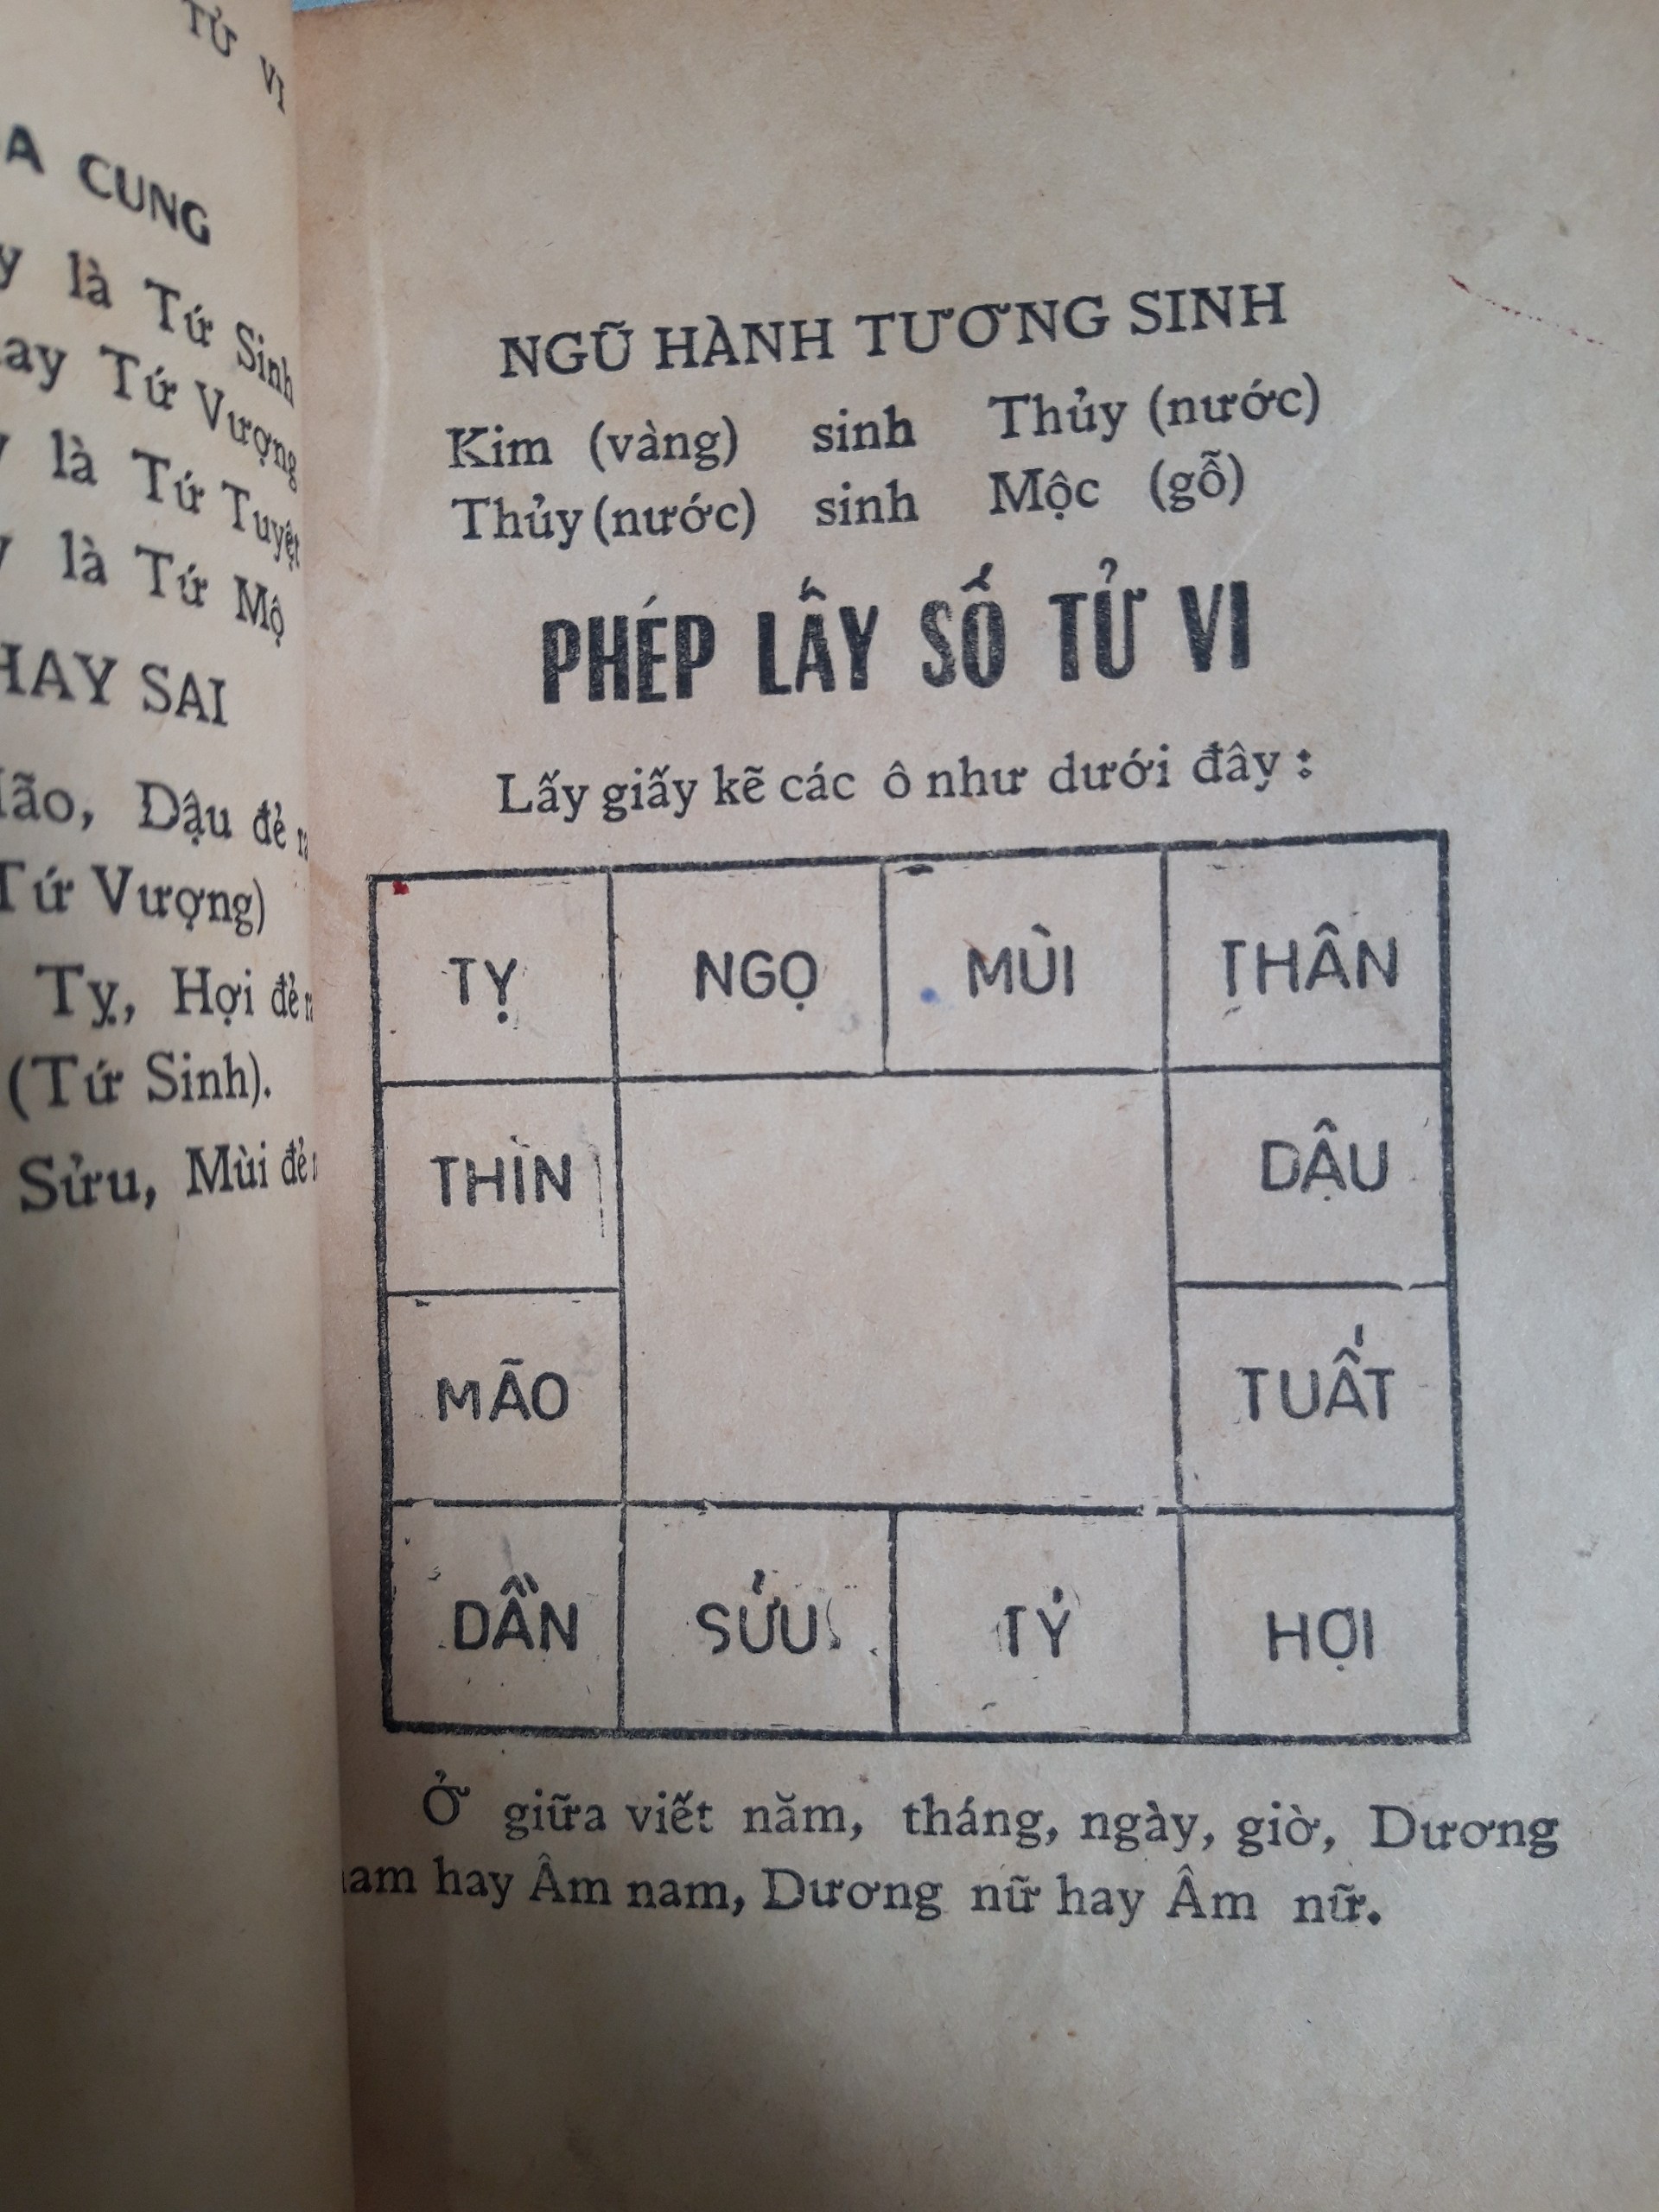 TỬ VI
CUNG
là Tứ Sinh
Tứ Vượng
là Tứ Tuyệt
là Tứ Mộ
HAY SAI
Dậu đẻ
Tứ Vượng)
Tỵ, Hợi đẻ
(Tứ Sinh).
Sửu, Mùi đẻ
NGŨ HÀNH TƯƠNG SINH
Kim (vàng) sinh Thủy (nước)
Thủy (nước) sinh Mộc (gỗ)
PHÉP LẤY SỐ TỬ VI
Lấy giấy kẽ các ô như dưới đây :
TỴ NGỌ MÙI THÂN
THÌN DẬU
MÃO TUẤT
DẦN SỬU TÝ HỢI
Ở giữa viết năm, tháng, ngày, giờ, Dương
hay Âm nam, Dương nữ hay Âm nữ.